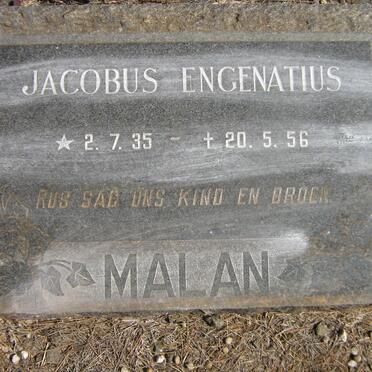 JACOBUS ENGENATIUS
★ 2.7.35 - † 20.5.56
RUS SAG ONS KIND EN BROER
MALAN